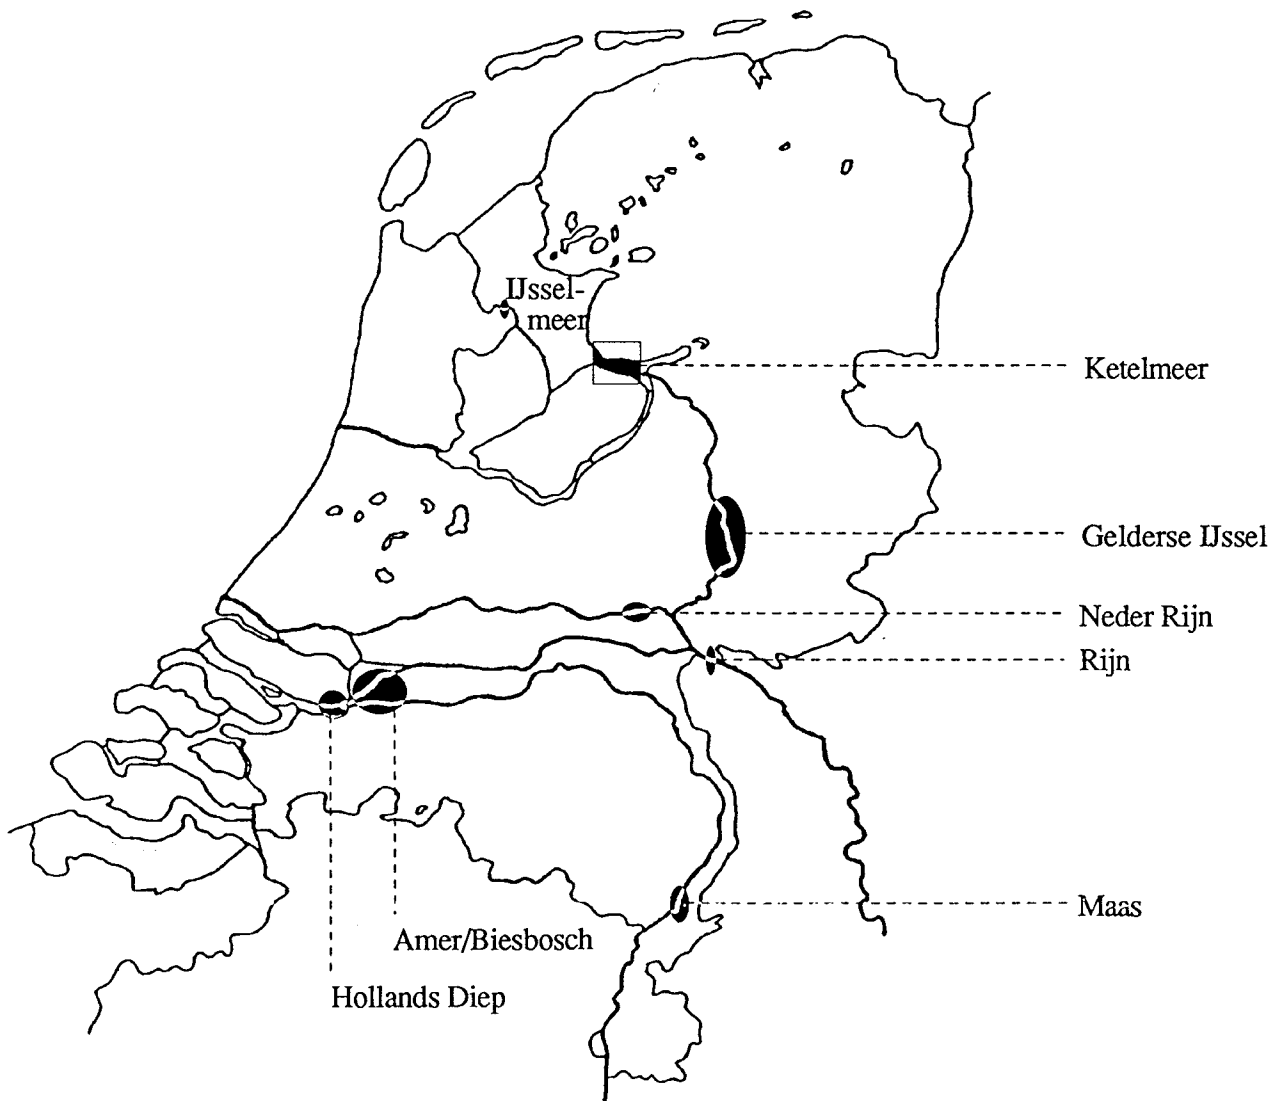 IJssel-
meer
Ketelmeer
Gelderse IJssel
Neder Rijn
Rijn
Maas
Amer/Biesbosch
Hollands Diep